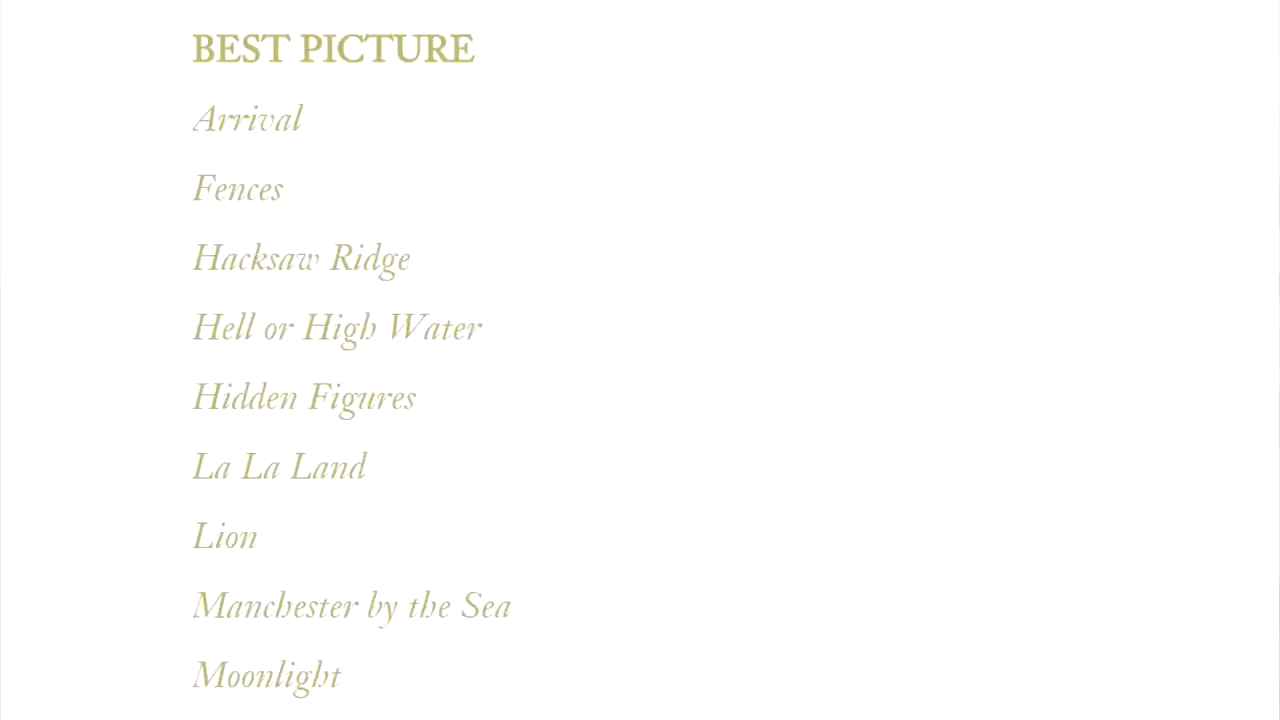 BEST PICTURE
Arrival
Fences
Hacksaw Ridge
Hell or High Water
Hidden Figures
La La Land
Lion
Manchester by the Sea
Moonlight